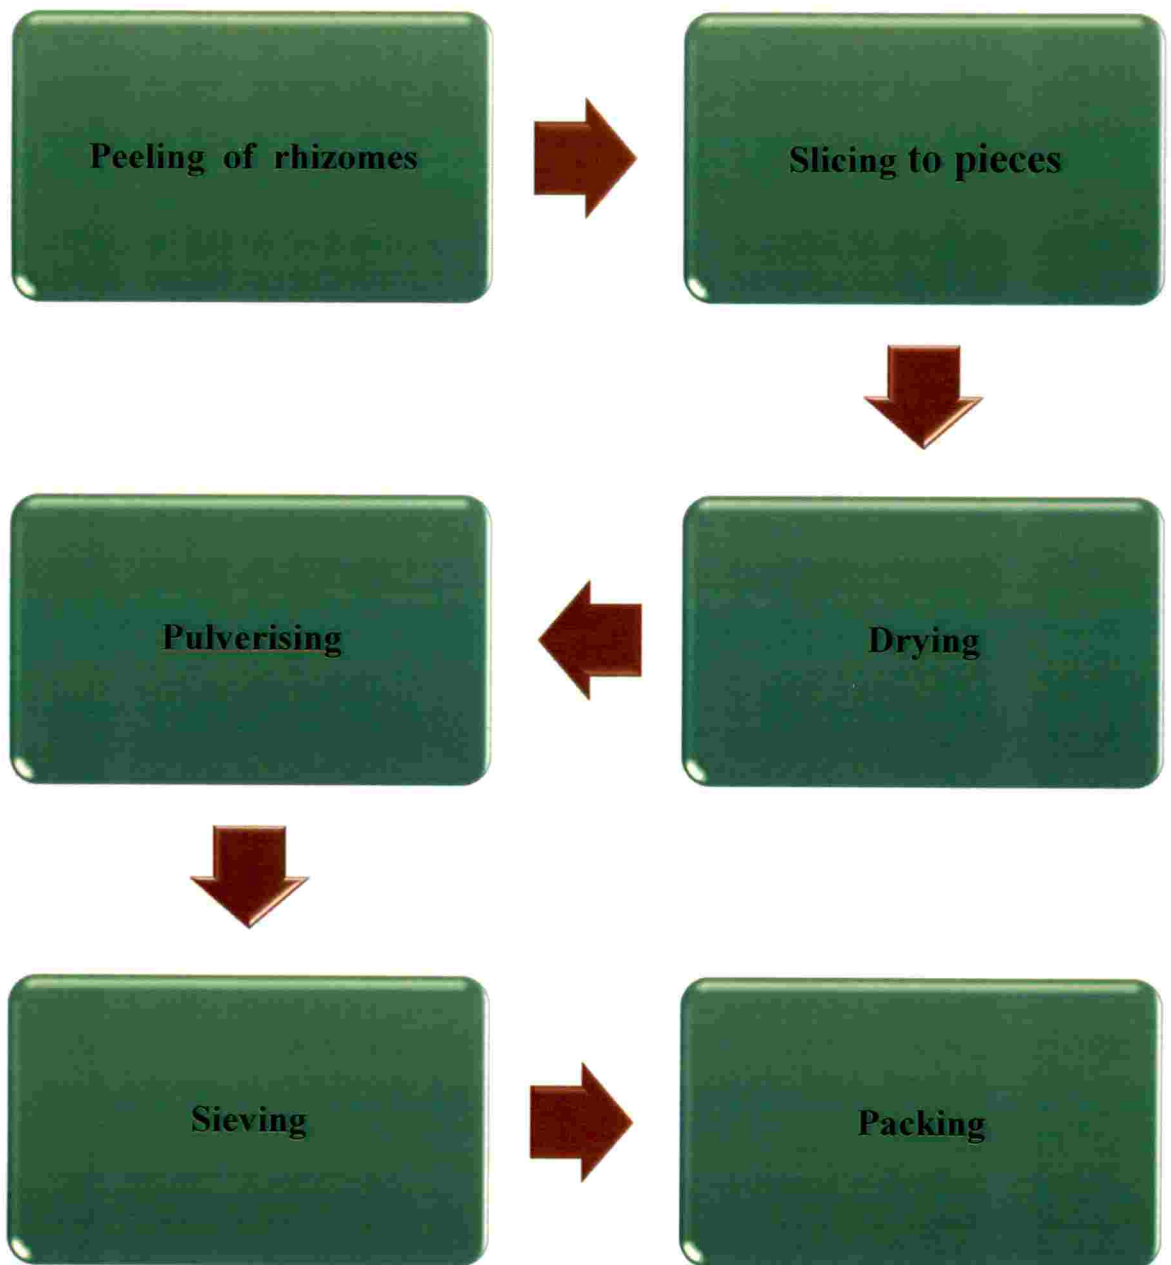 Peeling of rhizomes
Slicing to pieces
Drying
Pulverising
Sieving
Packing